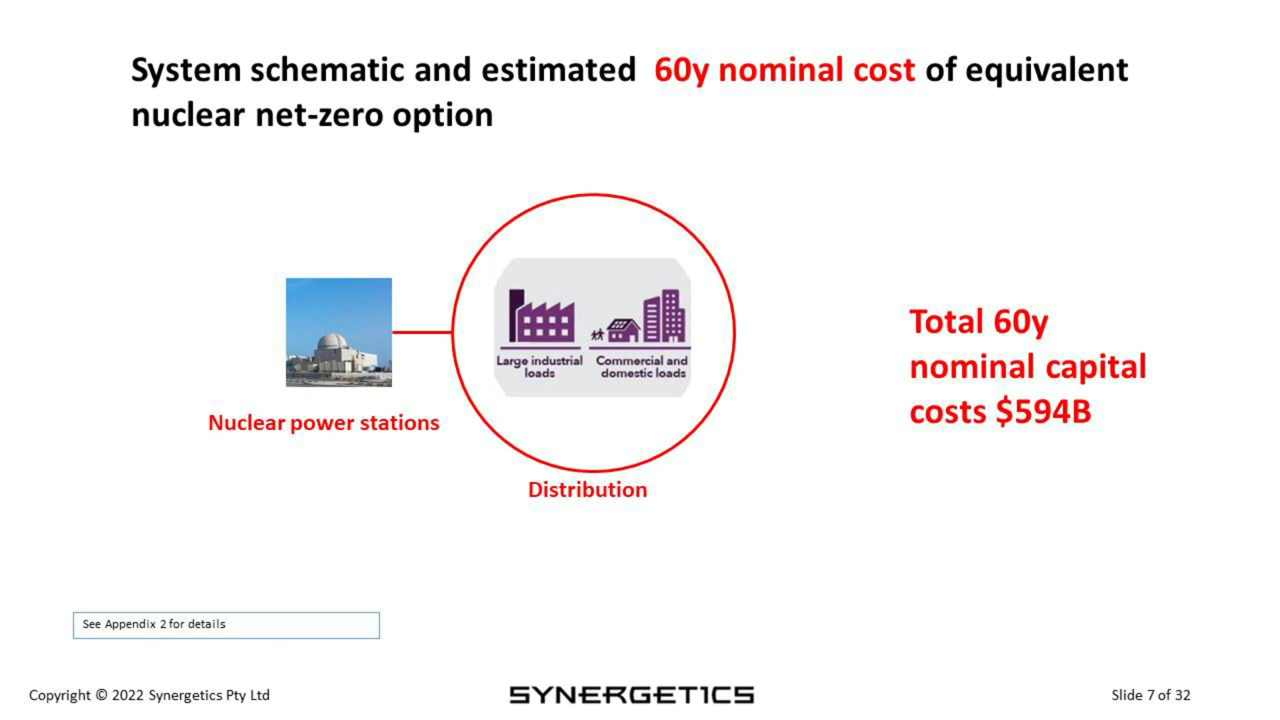 System schematic and estimated 60y nominal cost of equivalent
nuclear net-zero option
Large industrial
loads
Commercial and
domestic loads
Nuclear power stations
Distribution
Total 60y
nominal capital
costs $594B
See Appendix 2 for details
Copyright © 2022 Synergetics Pty Ltd
SYNERGETICS
Slide 7 of 32